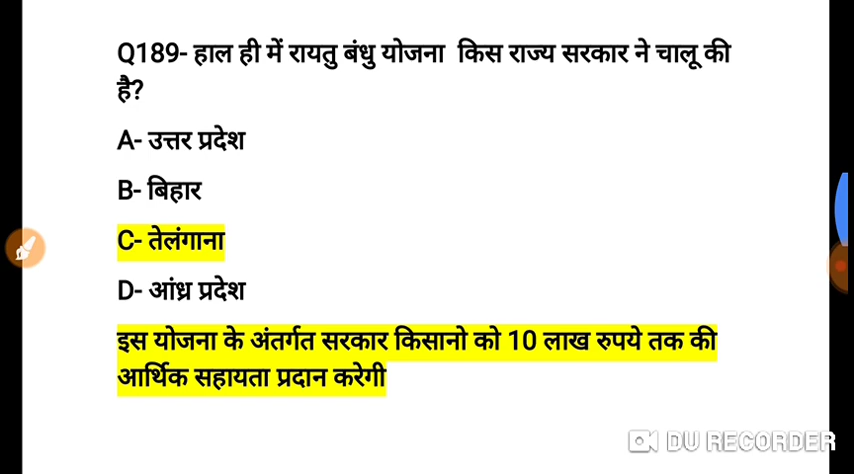 Q189- हाल ही में रायतु बंधु योजना किस राज्य सरकार ने चालू की
है?
A- उत्तर प्रदेश
B- बिहार
C- तेलंगाना
D- आंध्र प्रदेश
इस योजना के अंतर्गत सरकार किसानो को 10 लाख रुपये तक की
आर्थिक सहायता प्रदान करेगी
DU RECORDER